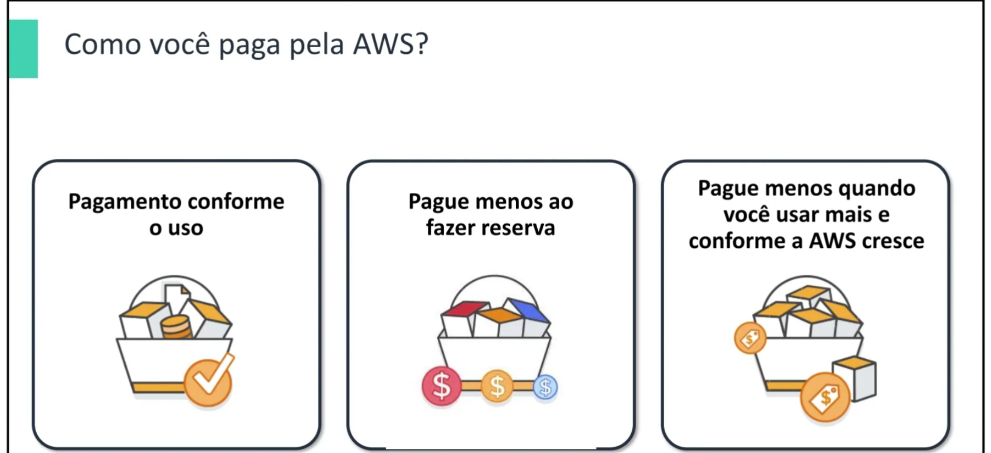 Como você paga pela AWS?
Pagamento conforme
o uso
Pague menos ao
fazer reserva
Pague menos quando
você usar mais e
conforme a AWS cresce
$ $ $
$
$